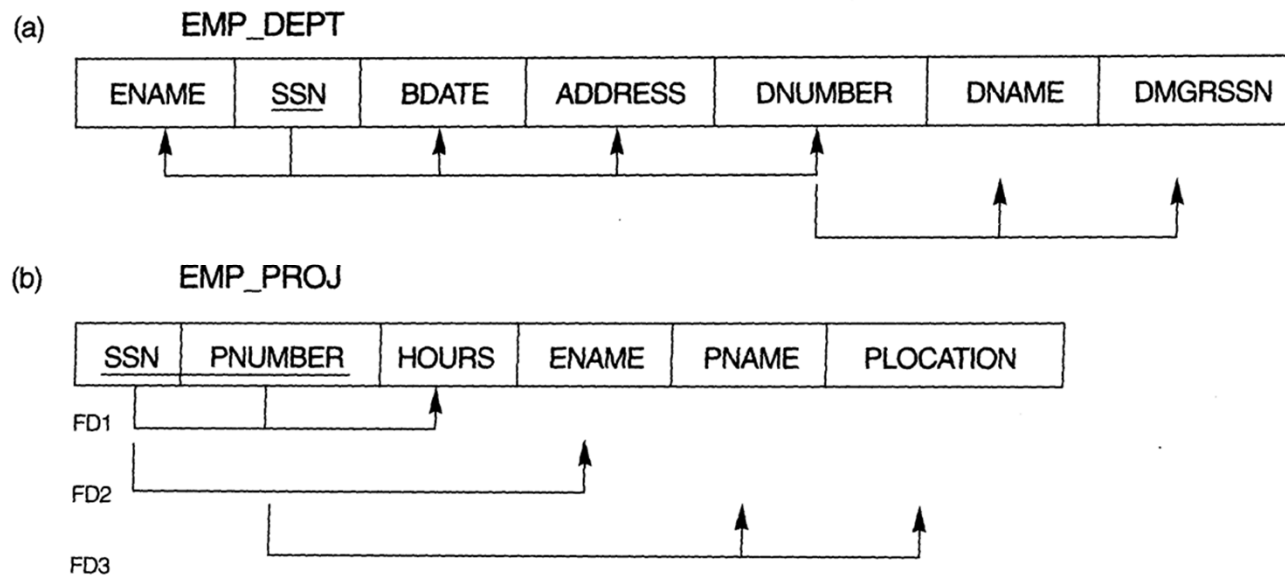 (a) EMP_DEPT
ENAME SSN BDATE ADDRESS DNUMBER DNAME DMGRSSN
(b) EMP_PROJ
SSN PNUMBER HOURS ENAME PNAME PLOCATION
FD1
FD2
FD3